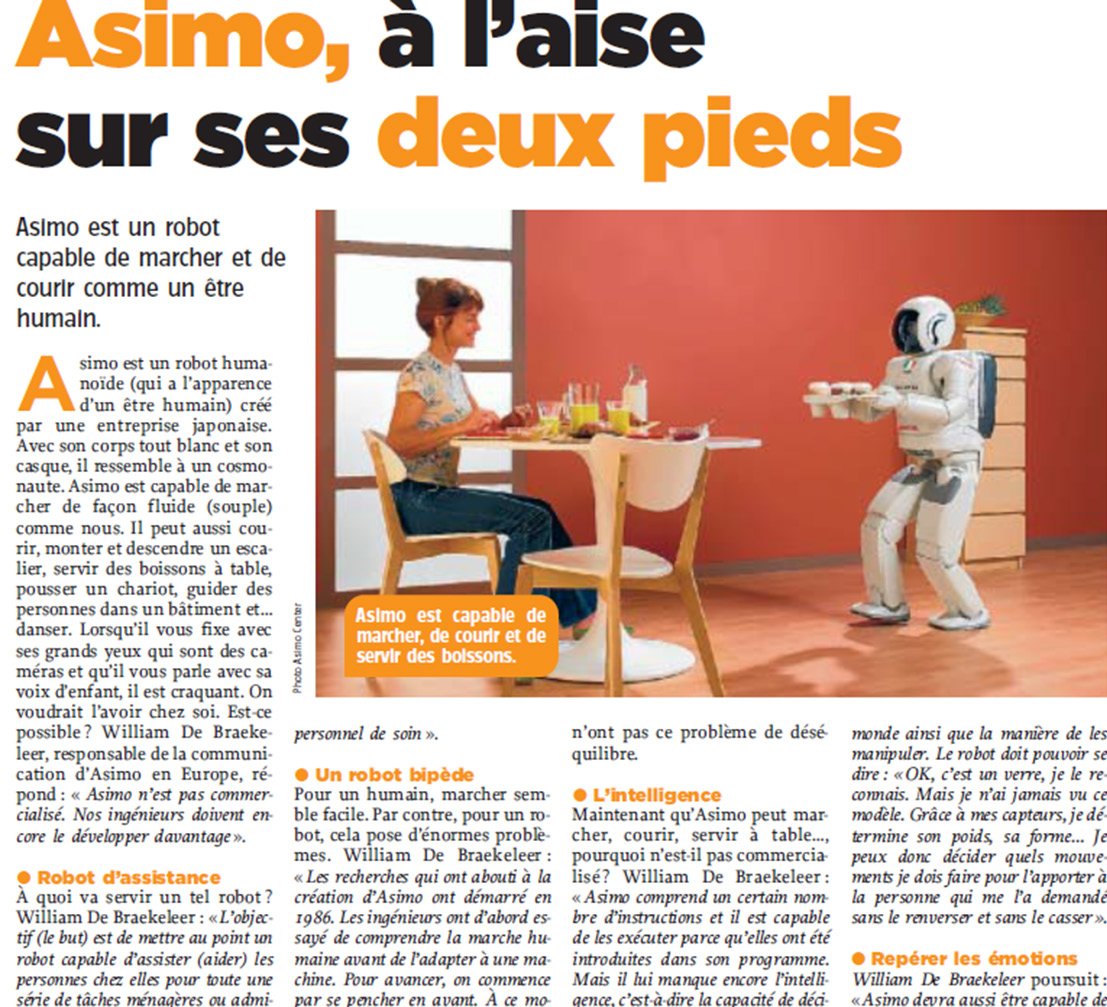 Asimo, à l'aise
sur ses deux pieds
Asimo est un robot
capable de marcher et de
courir comme un être
humain.
Asimo est un robot huma-
noïde (qui a l'apparence
d'un être humain) créé
par une entreprise japonaise.
Avec son corps tout blanc et son
casque, il ressemble à un cosmo-
naute. Asimo est capable de mar-
cher de façon fluide (souple)
comme nous. Il peut aussi cou-
rir, monter et descendre un esca-
lier, servir des boissons à table,
pousser un chariot, guider des
personnes dans un bâtiment et...
danser. Lorsqu'il vous fixe avec
ses grands yeux qui sont des ca-
méras et qu'il vous parle avec sa
voix d'enfant, il est craquant. On
voudrait l'avoir chez soi. Est-ce
possible ? William De Braeke-
leer, responsable de la communi-
cation d'Asimo en Europe, ré-
pond : « Asimo n'est pas commer-
cialisé. Nos ingénieurs doivent en-
core le développer davantage ».
● Robot d'assistance
À quoi va servir un tel robot ?
William De Braekeleer : « L'objec-
tif (le but) est de mettre au point un
robot capable d'assister (aider) les
personnes chez elles pour toute une
série de tâches ménagères ou admi-
Photo Asimo Center
Asimo est capable de
marcher, de courir et de
servir des boissons.
personnel de soin ».
● Un robot bipède
Pour un humain, marcher sem-
ble facile. Par contre, pour un ro-
bot, cela pose d'énormes problè-
mes. William De Braekeleer :
« Les recherches qui ont abouti à la
création d'Asimo ont démarré en
1986. Les ingénieurs ont d'abord es-
sayé de comprendre la marche hu-
maine avant de l'adapter à une ma-
chine. Pour avancer, on commence
par se pencher en avant. À ce mo-
n'ont pas ce problème de désé-
quilibre.
● L'intelligence
Maintenant qu'Asimo peut mar-
cher, courir, servir à table...,
pourquoi n'est-il pas commercia-
lisé ? William De Braekeleer :
« Asimo comprend un certain nom-
bre d'instructions et il est capable
de les exécuter parce qu'elles ont été
introduites dans son programme.
Mais il lui manque encore l'intelli-
gence, c'est-à-dire la capacité de déci-
monde ainsi que la manière de les
manipuler. Le robot doit pouvoir se
dire : « OK, c'est un verre, je le re-
connais. Mais je n'ai jamais vu ce
modèle. Grâce à mes capteurs, je dé-
termine son poids, sa forme... Je
peux donc décider quels mouve-
ments je dois faire pour l'apporter à
la personne qui me l'a demandé
sans le renverser et sans le casser ».
● Repérer les émotions
William De Braekeleer poursuit :
« Asimo devra aussi être capable de